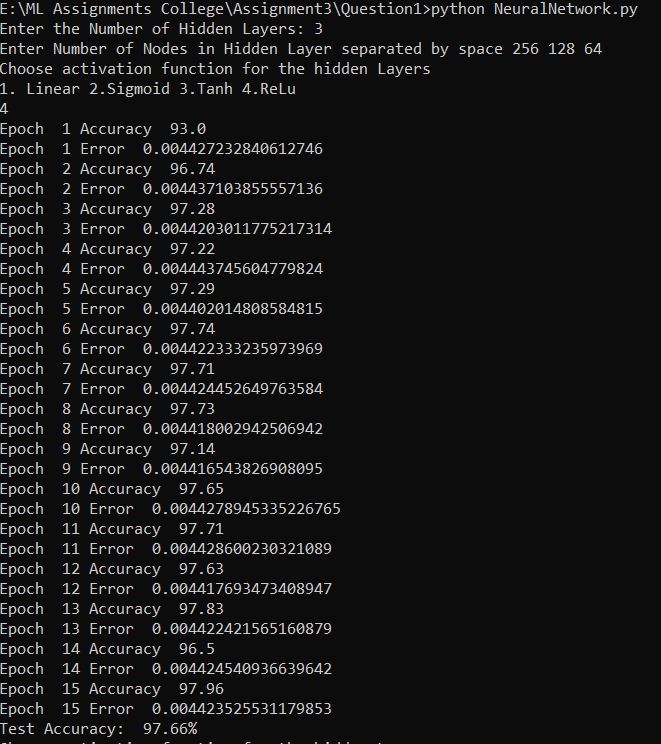 E:\ML Assignments College\Assignment3\Question1>python NeuralNetwork.py
Enter the Number of Hidden Layers: 3
Enter Number of Nodes in Hidden Layer separated by space 256 128 64
Choose activation function for the hidden Layers
1. Linear 2.Sigmoid 3.Tanh 4.ReLu
4
Epoch  1 Accuracy  93.0
Epoch  1 Error  0.004427232840612746
Epoch  2 Accuracy  96.74
Epoch  2 Error  0.004437103855557136
Epoch  3 Accuracy  97.28
Epoch  3 Error  0.0044203011775217314
Epoch  4 Accuracy  97.22
Epoch  4 Error  0.004443745604779824
Epoch  5 Accuracy  97.29
Epoch  5 Error  0.004402014808584815
Epoch  6 Accuracy  97.74
Epoch  6 Error  0.004422333235973969
Epoch  7 Accuracy  97.71
Epoch  7 Error  0.004424452649763584
Epoch  8 Accuracy  97.73
Epoch  8 Error  0.004418002942506942
Epoch  9 Accuracy  97.14
Epoch  9 Error  0.004416543826908095
Epoch  10 Accuracy  97.65
Epoch  10 Error  0.0044278945335226765
Epoch  11 Accuracy  97.71
Epoch  11 Error  0.004428600230321089
Epoch  12 Accuracy  97.63
Epoch  12 Error  0.004417693473408947
Epoch  13 Accuracy  97.83
Epoch  13 Error  0.004422421565160879
Epoch  14 Accuracy  96.5
Epoch  14 Error  0.004424540936639642
Epoch  15 Accuracy  97.96
Epoch  15 Error  0.004423525531179853
Test Accuracy:  97.66%